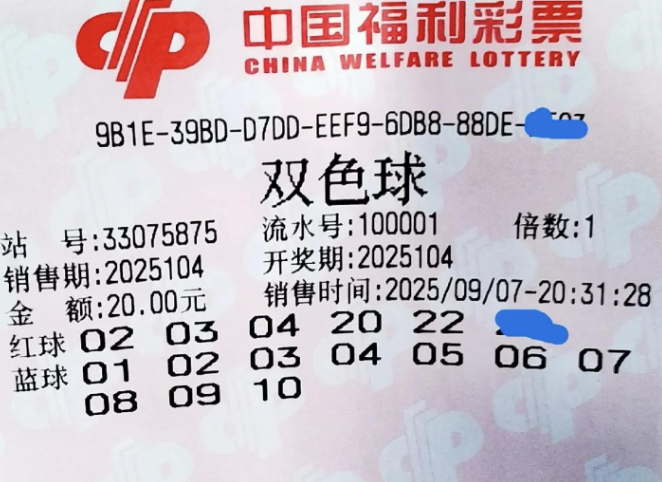 中国福利彩票
CHINA WELFARE LOTTERY
9B1E-39BD-D7DD-EEF9-6DB8-88DE-
双色球
站 号:33075875 流水号:100001 倍数:1
销售期:2025104 开奖期:2025104
金 额:20.00元 销售时间:2025/09/07-20:31:28
红球 02 03 04 20 22
蓝球 01 02 03 04 05 06 07
08 09 10